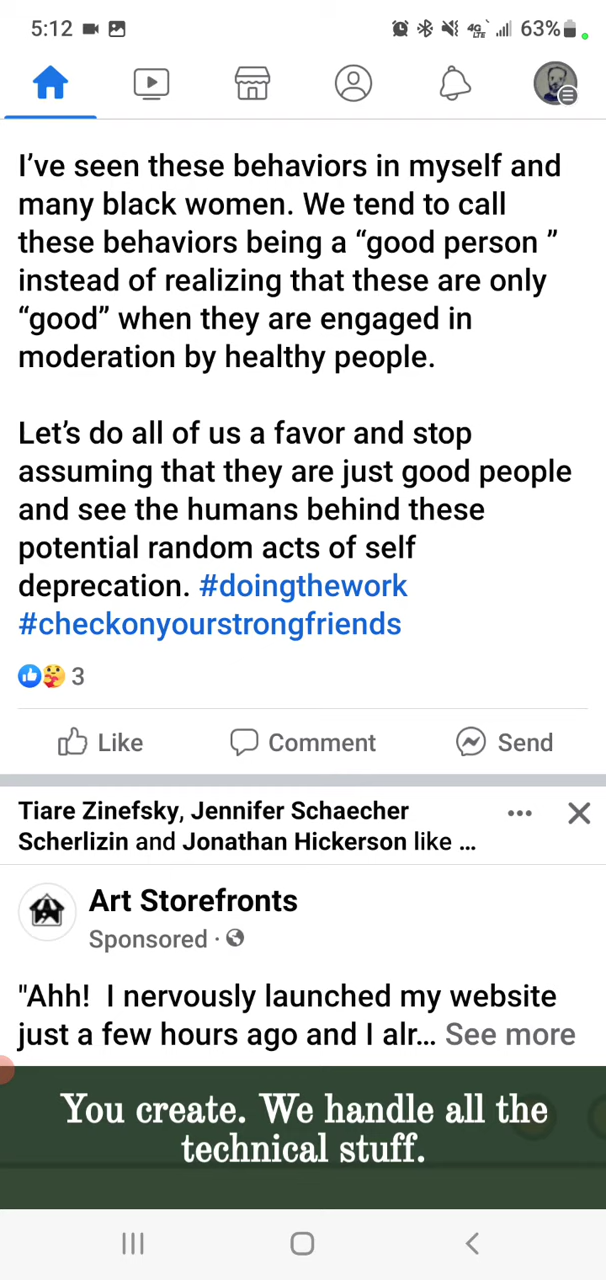 5:12
4G LTE 63%
I’ve seen these behaviors in myself and
many black women. We tend to call
these behaviors being a “good person ”
instead of realizing that these are only
“good” when they are engaged in
moderation by healthy people.
Let’s do all of us a favor and stop
assuming that they are just good people
and see the humans behind these
potential random acts of self
deprecation. #doingthework
#checkonyourstrongfriends
3
Like Comment Send
Tiare Zinefsky, Jennifer Schaecher
Scherlizin and Jonathan Hickerson like ...
Art Storefronts
Sponsored ·
"Ahh!  I nervously launched my website
just a few hours ago and I alr... See more
You create. We handle all the
technical stuff.